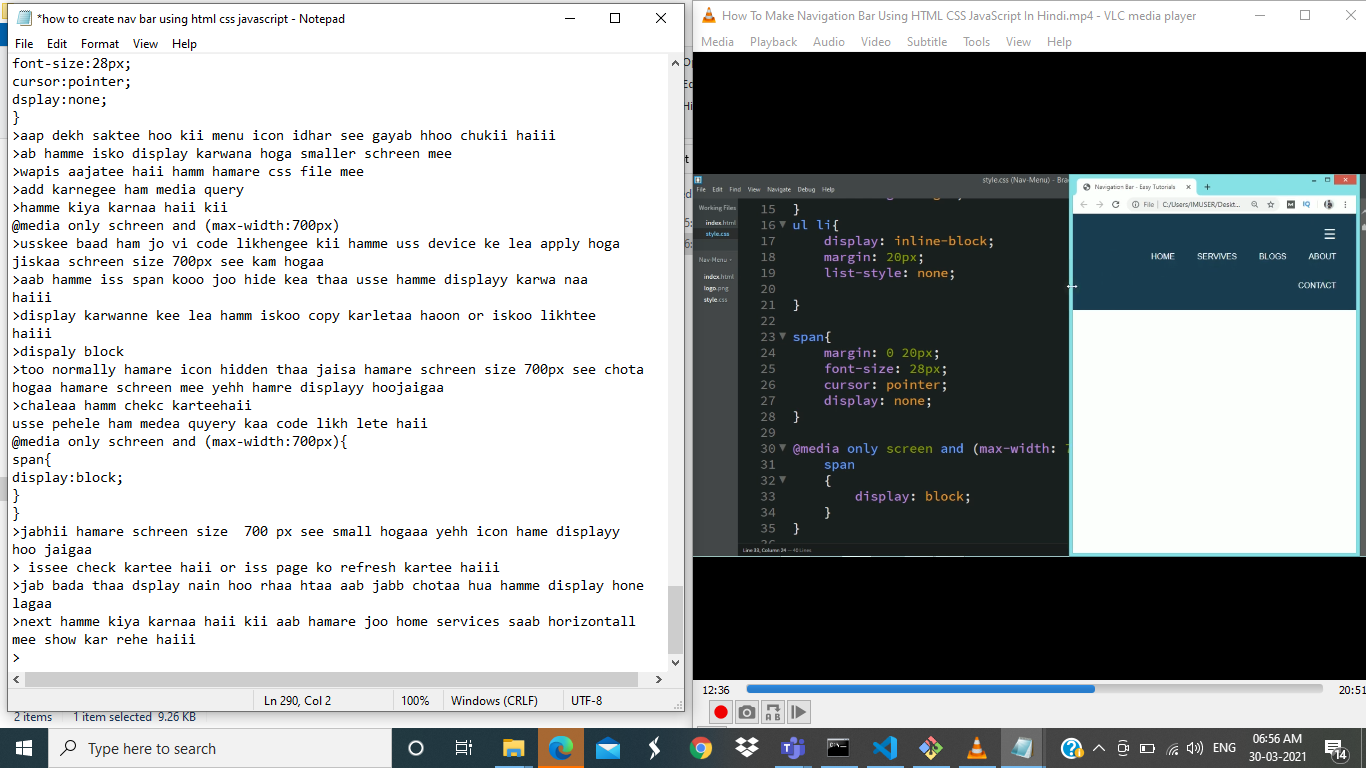 *how to create nav bar using html css javascript - Notepad
File Edit Format View Help
font-size:28px;
cursor:pointer;
dsplay:none;
}
>aap dekh saktee hoo kii menu icon idhar see gayab hhoo chukii haiii
>ab hamme isko display karwana hoga smaller schreen mee
>wapis aajatee haii hamm hamare css file mee
>add karnegee ham media query
>hamme kiya karnaa haii kii
@media only schreen and (max-width:700px)
>usskee baad ham jo vi code likhengee kii hamme uss device ke lea apply hoga
jiskaa schreen size 700px see kam hogaa
>aab hamme iss span kooo joo hide kea thaa usse hamme displayy karwa naa
haiii
>display karwanne kee lea hamm iskoo copy karletaa haoon or iskoo likhtee
haiii
>dispaly block
>too normally hamare icon hidden thaa jaisa hamare schreen size 700px see chota
hogaa hamare schreen mee yehh hamre displayy hoojaigaa
>chaleaa hamm chekc karteehaii
usse pehele ham medea quyery kaa code likh lete haii
@media only schreen and (max-width:700px){
span{
display:block;
}
}
>jabhii hamare schreen size  700 px see small hogaaa yehh icon hame displayy
hoo jaigaa
> issee check kartee haii or iss page ko refresh kartee haiii
>jab bada thaa dsplay nain hoo rhaa htaa aab jabb chotaa hua hamme display hone
lagaa
>next hamme kiya karnaa haii kii aab hamare joo home services saab horizontall
mee show kar rehe haiii
>
Ln 290, Col 2 100% Windows (CRLF) UTF-8
2 items 1 item selected 9.26 KB
How To Make Navigation Bar Using HTML CSS JavaScript In Hindi.mp4 - VLC media player
Media Playback Audio Video Subtitle Tools View Help
style.css (Nav-Menu) - Bra
File Edit Find View Navigate Debug Help
Working Files
index.html
style.css
Nav-Menu
index.html
logo.png
style.css
15 }
16 ul li{
17 display: inline-block;
18 margin: 20px;
19 list-style: none;
20
21 }
22
23 span{
24 margin: 0 20px;
25 font-size: 28px;
26 cursor: pointer;
27 display: none;
28 }
29
30 @media only screen and (max-width: 7
31 span
32 {
33 display: block;
34 }
35 }
Line 33, Column 24 — 40 Lines
Navigation Bar - Easy Tutorials
File C:/Users/IMUSER/Deskt...
HOME SERVIVES BLOGS ABOUT
CONTACT
12:36 20:51
Type here to search
ENG
06:56 AM
30-03-2021
14